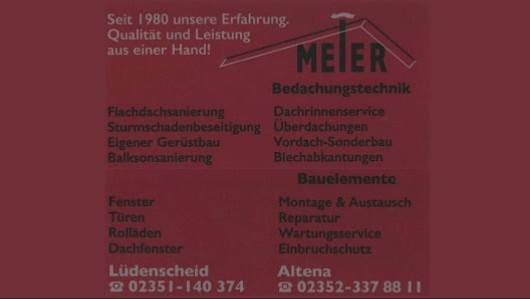 Seit 1980 unsere Erfahrung.
Qualität und Leistung
aus einer Hand!
MEIER
Bedachungstechnik
Flachdachsanierung
Sturmschadenbeseitigung
Eigener Gerüstbau
Balksonsanierung
Dachrinnenservice
Überdachungen
Vordach-Sonderbau
Blechabkantungen
Bauelemente
Fenster
Türen
Rolläden
Dachfenster
Montage & Austausch
Reparatur
Wartungsservice
Einbruchschutz
Lüdenscheid
☎ 02351-140 374
Altena
☎ 02352-337 88 11